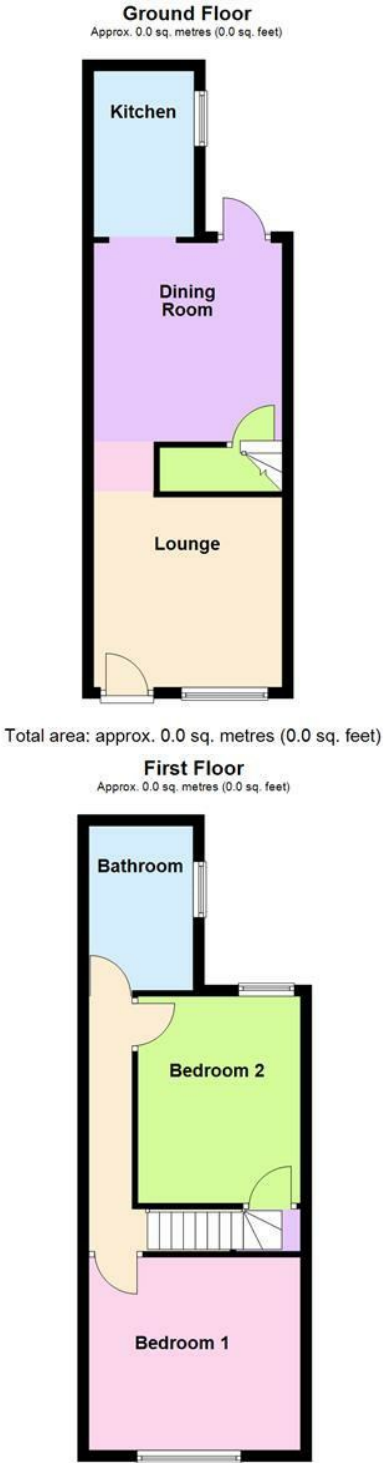 Ground Floor
Approx. 0.0 sq. metres (0.0 sq. feet)
Kitchen
Dining
Room
Lounge
Total area: approx. 0.0 sq. metres (0.0 sq. feet)
First Floor
Approx. 0.0 sq. metres (0.0 sq. feet)
Bathroom
Bedroom 2
Bedroom 1